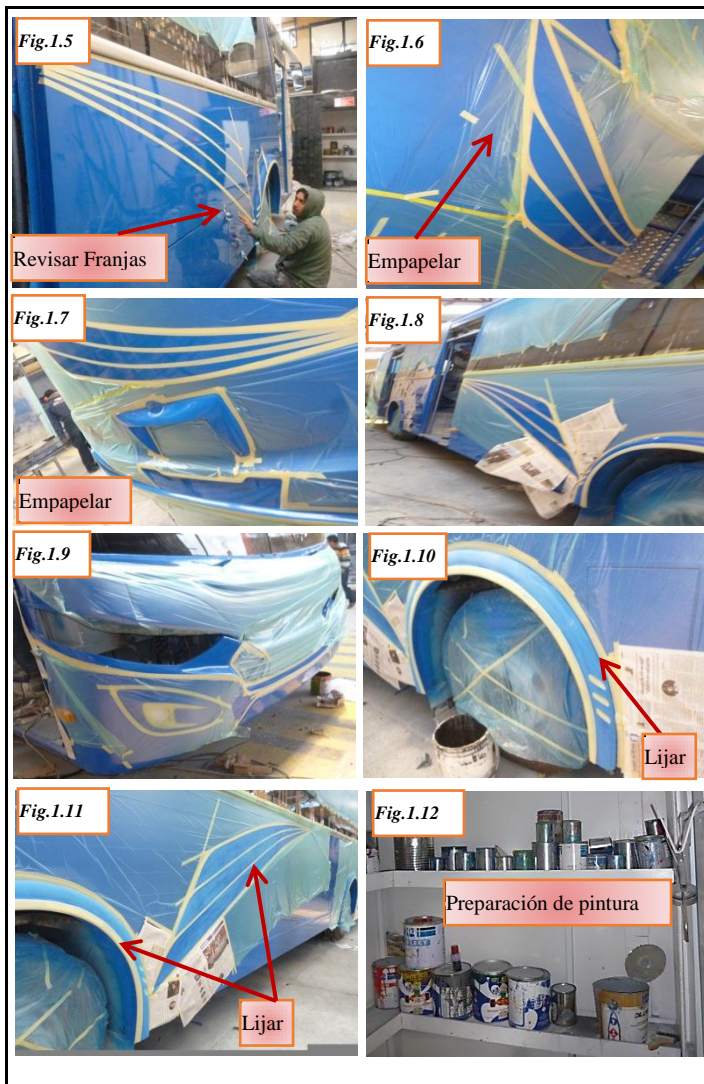 Fig.1.5
Fig.1.6
Revisar Franjas
Empapelar
Fig.1.7
Fig.1.8
Empapelar
Fig.1.9
Fig.1.10
Lijar
Fig.1.11
Fig.1.12
Preparación de pintura
Lijar